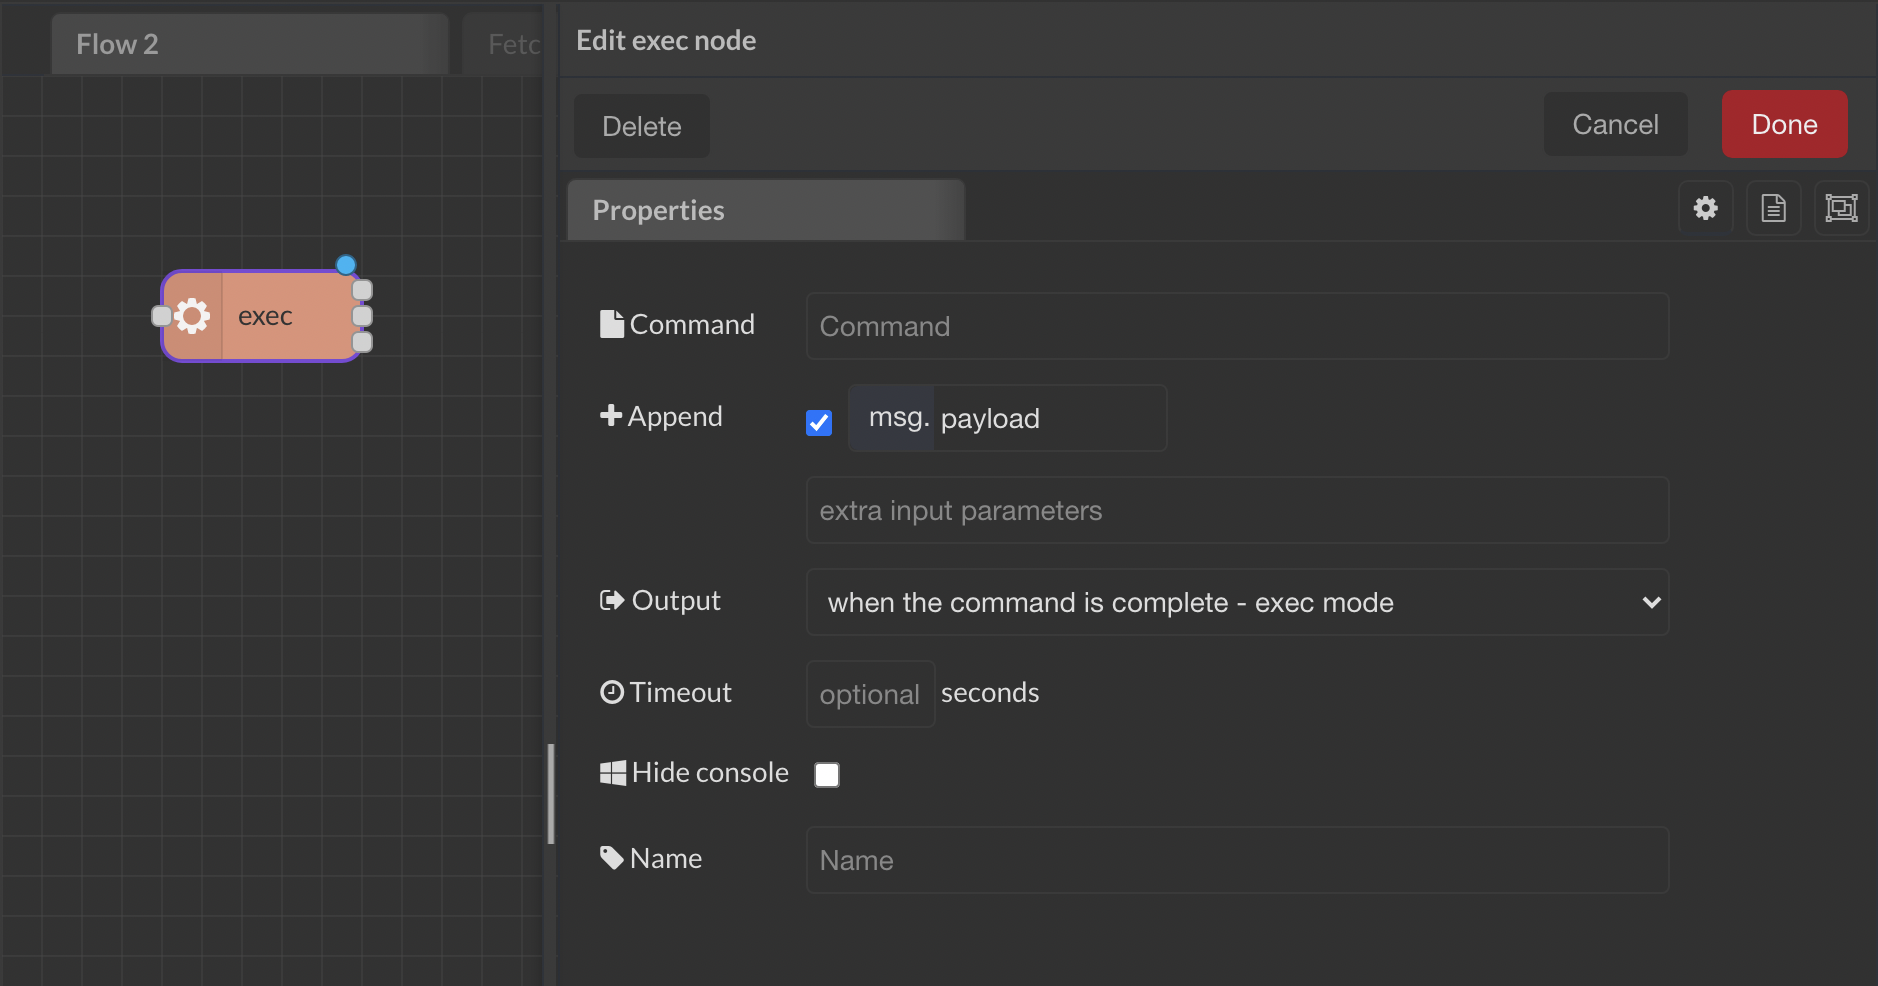 Flow 2
Fetc
Edit exec node
Delete
Cancel
Done
Properties
exec
Command
Command
Append
msg. payload
extra input parameters
Output
when the command is complete - exec mode
Timeout
optional
seconds
Hide console
Name
Name